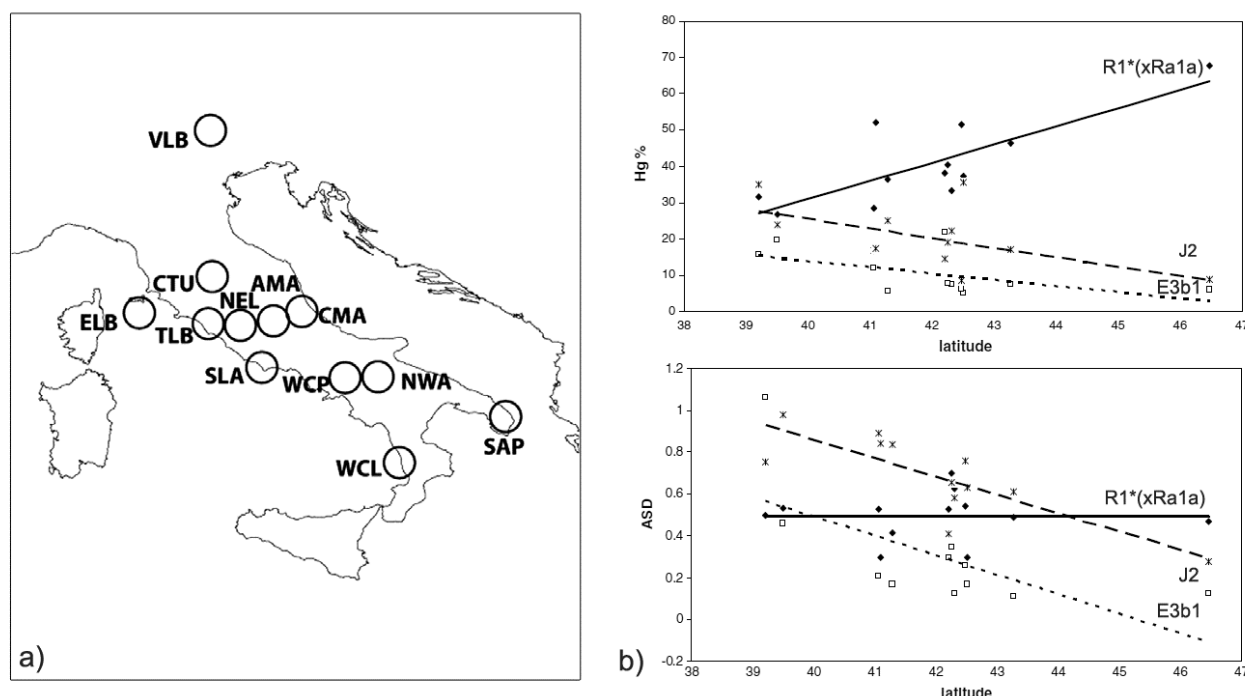 VLB
CTU
AMA
NEL
ELB
TLB
CMA
SLA
WCP
NWA
SAP
WCL
a)
80
70
60
50
40
30
20
10
0
Hg %
R1*(xRa1a)
J2
E3b1
38 39 40 41 42 43 44 45 46 47
latitude
1.2
1
0.8
0.6
0.4
0.2
0
-0.2
ASD
R1*(xRa1a)
J2
E3b1
38 39 40 41 42 43 44 45 46 47
latitude
b)